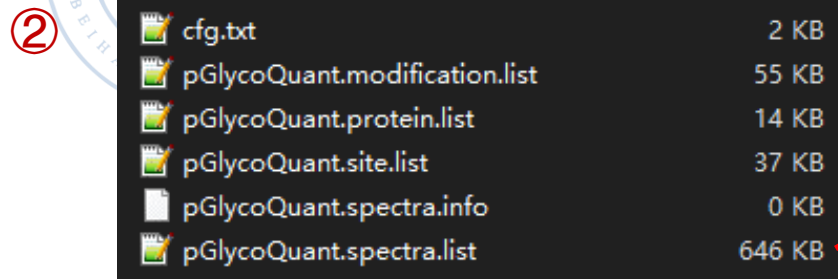 ②
BEIHA
cfg.txt 2 KB
pGlycoQuant.modification.list 55 KB
pGlycoQuant.protein.list 14 KB
pGlycoQuant.site.list 37 KB
pGlycoQuant.spectra.info 0 KB
pGlycoQuant.spectra.list 646 KB